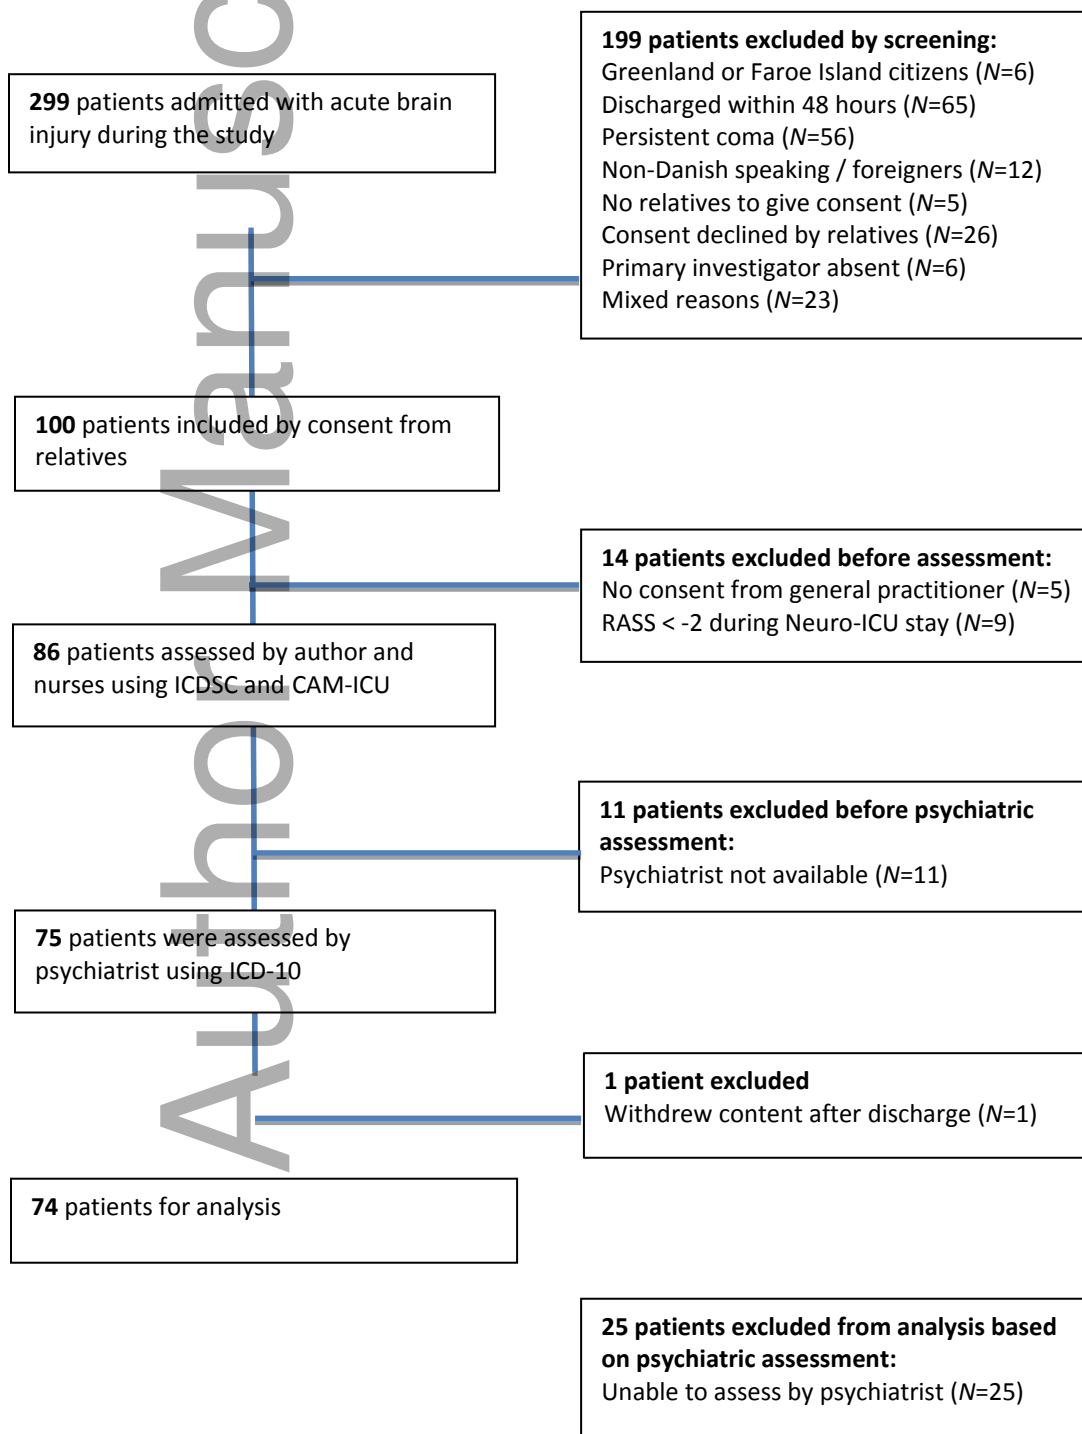 299 patients admitted with acute brain
injury during the study
199 patients excluded by screening:
Greenland or Faroe Island citizens (N=6)
Discharged within 48 hours (N=65)
Persistent coma (N=56)
Non-Danish speaking / foreigners (N=12)
No relatives to give consent (N=5)
Consent declined by relatives (N=26)
Primary investigator absent (N=6)
Mixed reasons (N=23)
100 patients included by consent from
relatives
14 patients excluded before assessment:
No consent from general practitioner (N=5)
RASS < -2 during Neuro-ICU stay (N=9)
86 patients assessed by author and
nurses using ICDSC and CAM-ICU
11 patients excluded before psychiatric
assessment:
Psychiatrist not available (N=11)
75 patients were assessed by
psychiatrist using ICD-10
1 patient excluded
Withdrew content after discharge (N=1)
74 patients for analysis
25 patients excluded from analysis based
on psychiatric assessment:
Unable to assess by psychiatrist (N=25)
Author Manusc